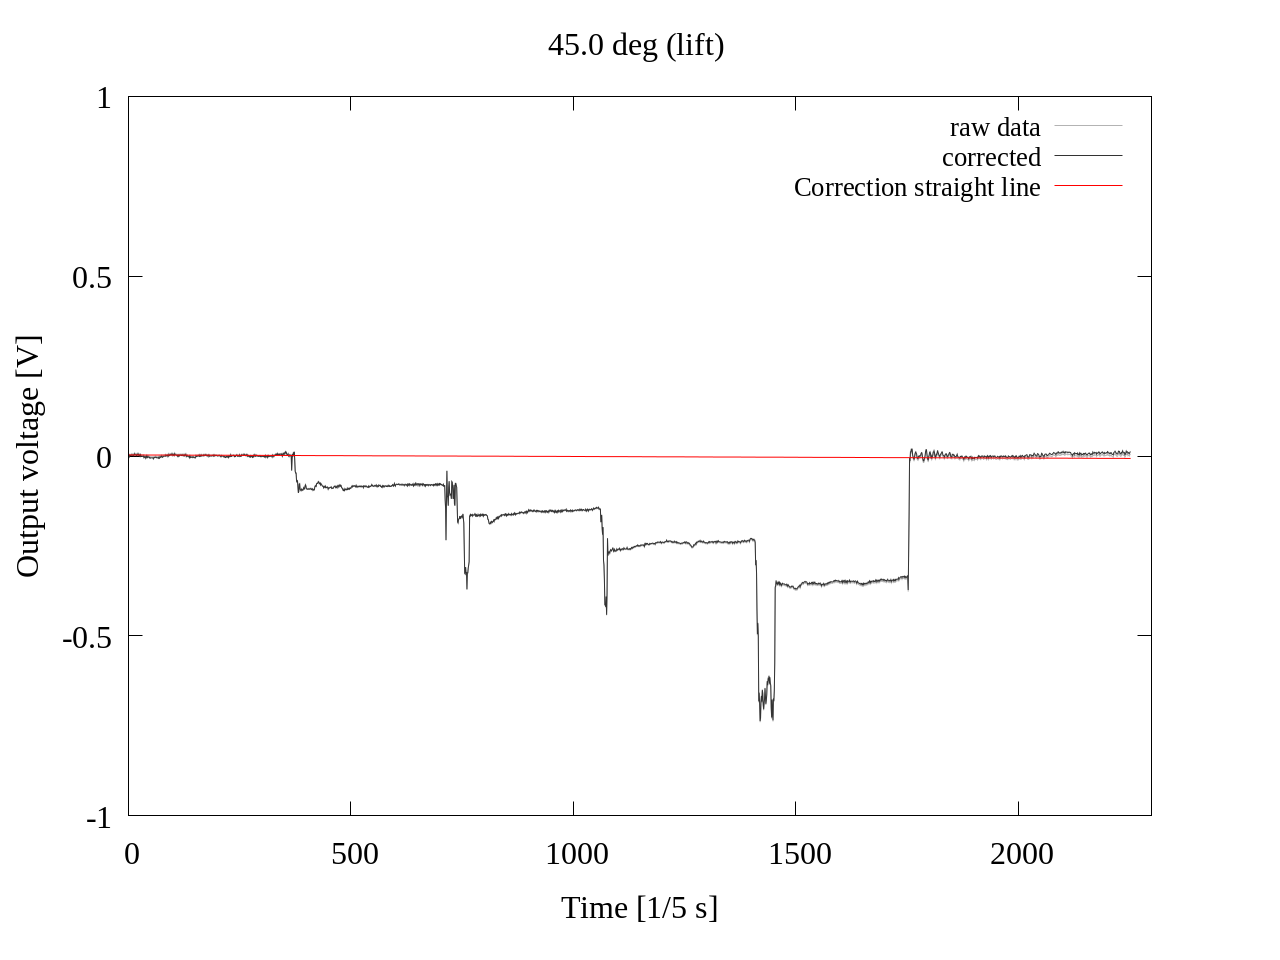 45.0 deg (lift)
1
raw data
corrected
Correction straight line
0.5
Output voltage [V]
0
-0.5
-1
0 500 1000 1500 2000
Time [1/5 s]